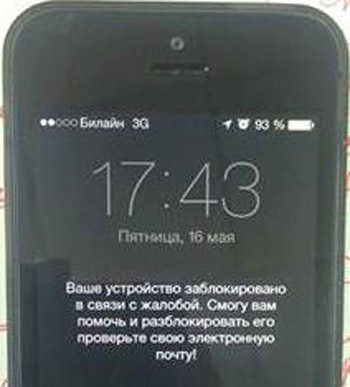 ●●○○○ Билайн 3G 93 %
17:43
Пятница, 16 мая
Ваше устройство заблокировано
в связи с жалобой. Смогу вам
помочь и разблокировать его
проверьте свою электронную
почту!